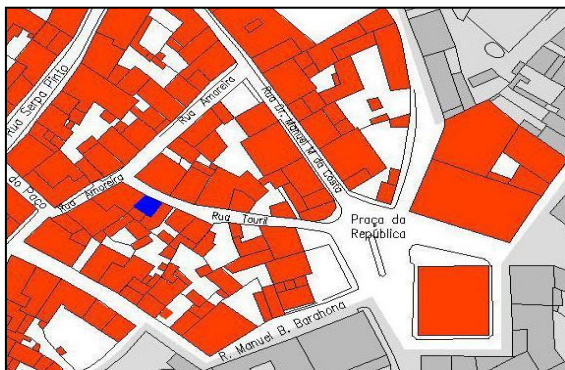 Rua Serpa Pinto
Rua Amoreira
Rua Dr. Manuel M. da Costa
do Paço
Rua Amoreira
Rua Touril
Praça da
República
R. Manuel B. Barahona